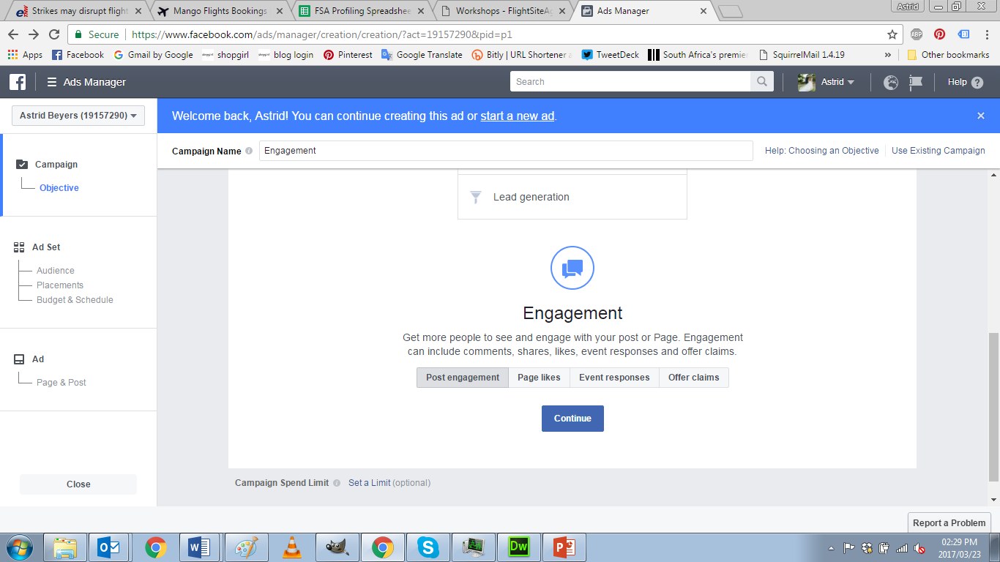 Strikes may disrupt flight
Mango Flights Bookings
FSA Profiling Spreadshee
Workshops - FlightSiteAg
Ads Manager
Astrid
Secure
https://www.facebook.com/ads/manager/creation/creation/?act=19157290&pid=p1
ABP
Apps
Facebook
Gmail by Google
shopgirl
blog login
Pinterest
Google Translate
Bitly | URL Shortener a
TweetDeck
South Africa's premie
SquirrelMail 1.4.19
»
Other bookmarks
Ads Manager
Search
Astrid
Help ?
Astrid Beyers (19157290)
Welcome back, Astrid! You can continue creating this ad or start a new ad.
Campaign Name
Engagement
Help: Choosing an Objective
Use Existing Campaign
Campaign
Objective
Ad Set
Audience
Placements
Budget & Schedule
Ad
Page & Post
Close
Lead generation
Engagement
Get more people to see and engage with your post or Page. Engagement
can include comments, shares, likes, event responses and offer claims.
Post engagement
Page likes
Event responses
Offer claims
Continue
Campaign Spend Limit
Set a Limit (optional)
Report a Problem
02:29 PM
2017/03/23